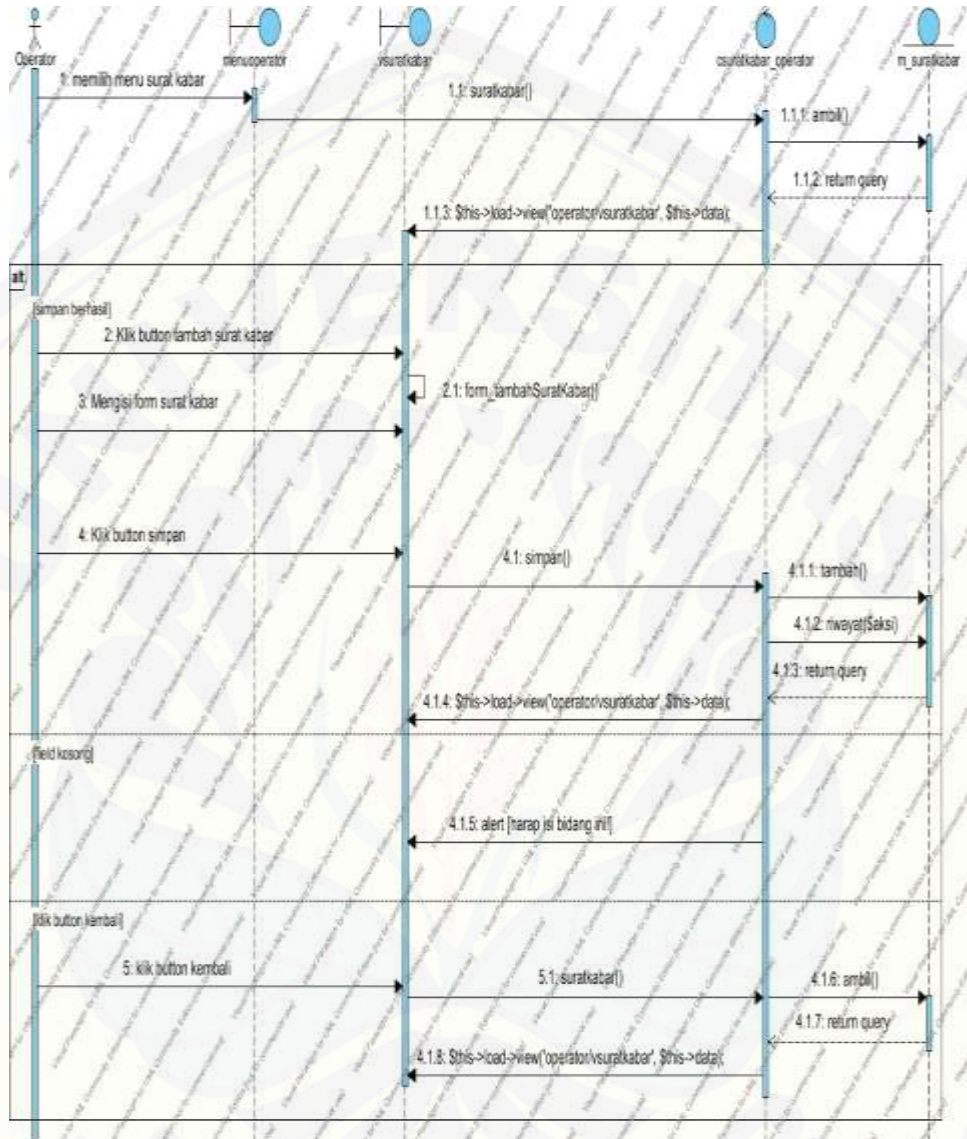 Operator
menuoperator
vsuratkabar
csuratkabar_operator
m_suratkabar
1: memilih menu surat kabar
1.1: suratkabar()
1.1.1: ambil()
1.1.2: return query
1.1.3: $this->load->view("operator/vsuratkabar', $this->data);
alt
[simpan berhasil]
2: Klik button tambah surat kabar
2.1: form_tambahSuratKabar()
3: Mengisi form surat kabar
4: Klik button simpan
4.1: simpan()
4.1.1: tambah()
4.1.2: riwayat($aksi)
4.1.3: return query
4.1.4: $this->load->view('operator/vsuratkabar', $this->data);
[field kosong]
4.1.5: alert [harap isi bidang ini!]
[klik button kembali]
5: klik button kembali
5.1: suratkabar()
4.1.6: ambil()
4.1.7: return query
4.1.8: $this->load->view('operator/vsuratkabar', $this->data);
UNIVERSITAS